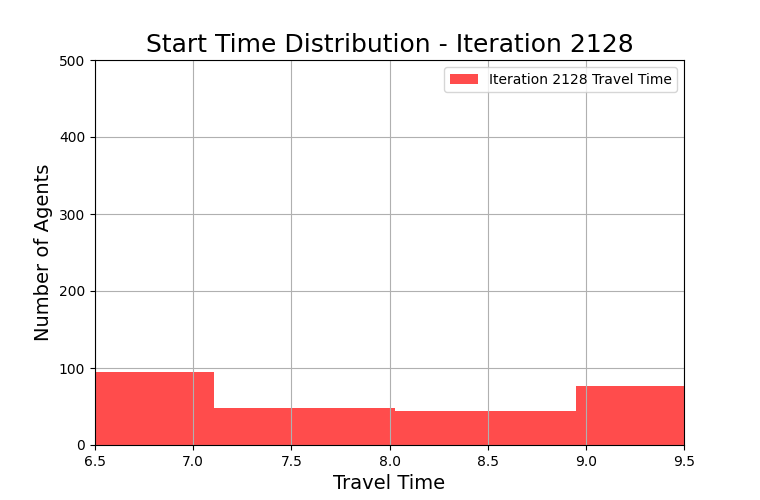 Start Time Distribution - Iteration 2128
500
Iteration 2128 Travel Time
400
300
200
100
0
Number of Agents
6.5 7.0 7.5 8.0 8.5 9.0 9.5
Travel Time